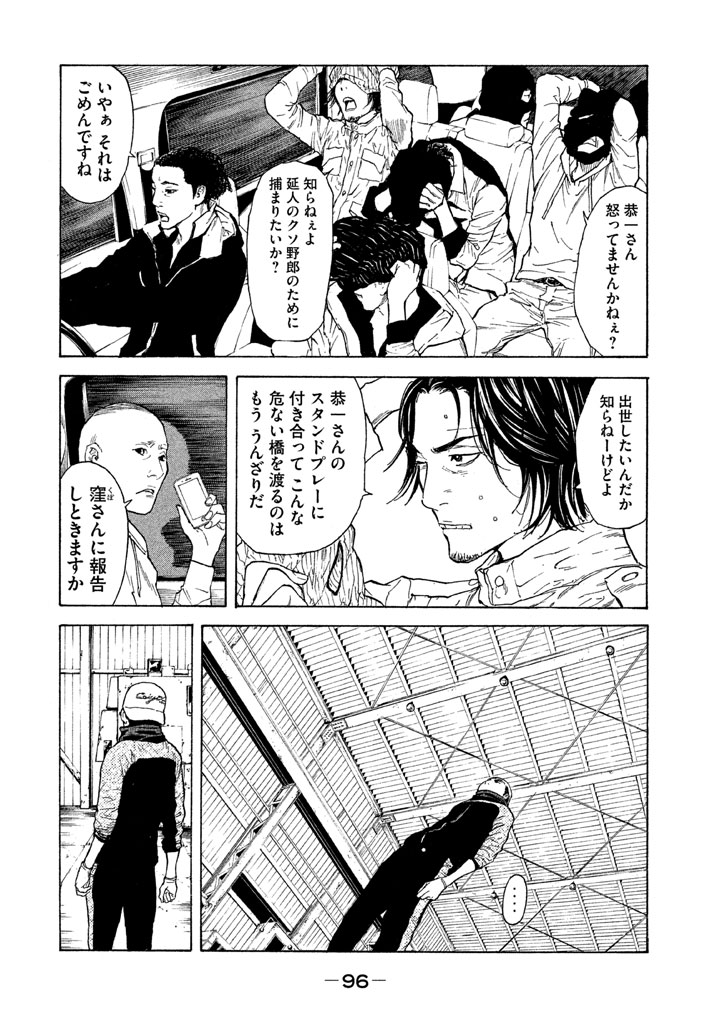 恭一さん
怒ってませんかねぇ？
知らねぇよ
延人のクソ野郎のために
捕まりたいか？
いやぁ それは
ごめんですね
出世したいんだか
知らねーけどよ
恭一さんの
スタンドプレーに
付き合って こんな
危ない橋を渡るのは
もう うんざりだ
窪さんに報告
くぼ
しときますか
‥‥
－96－